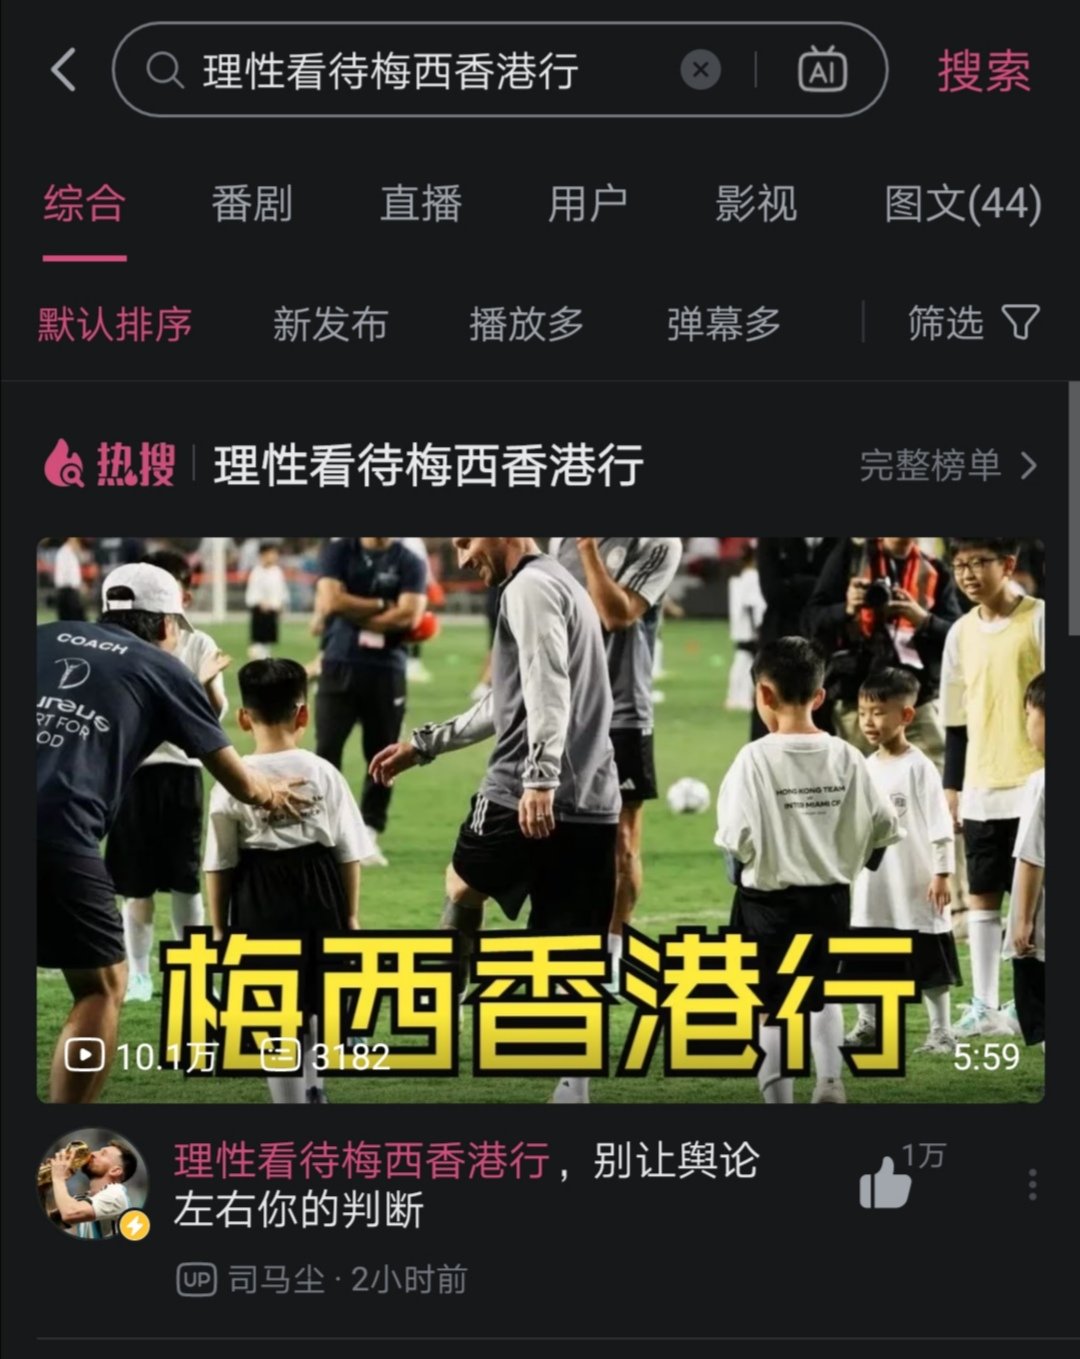 理性看待梅西香港行
AI
搜索
综合 番剧 直播 用户 影视 图文(44)
默认排序 新发布 播放多 弹幕多 筛选
热搜 理性看待梅西香港行 完整榜单
COACH
HONG KONG TEAM
INTER MIAMI CF
梅西香港行
10.1万 3182 5:59
理性看待梅西香港行，别让舆论
左右你的判断
1万
UP 司马尘 · 2小时前